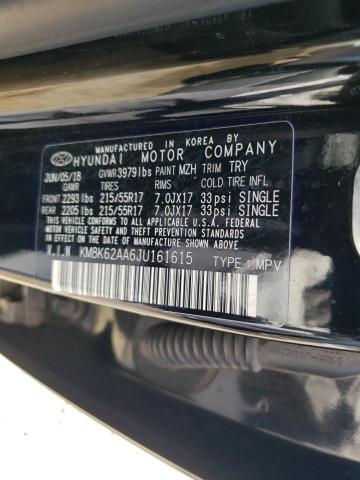 MANUFACTURED IN KOREA BY
HYUNDAI MOTOR COMPANY
JUN/05/18 GVWR 3979lbs PAINT MZH TRIM TRY
GAWR TIRES RIMS COLD TIRE INFL.
FRONT 2293 lbs 215/55R17 7.0JX17 33psi SINGLE
REAR 2205 lbs 215/55R17 7.0JX17 33psi SINGLE
THIS VEHICLE CONFORMS TO ALL APPLICABLE U.S.A. FEDERAL
MOTOR VEHICLE SAFETY, BUMPER, AND THEFT PREVENTION
STANDARDS IN EFFECT ON THE DATE OF MANUFACTURE SHOWN ABOVE.
V.I.N KM8K62AA6JU161615 TYPE : MPV